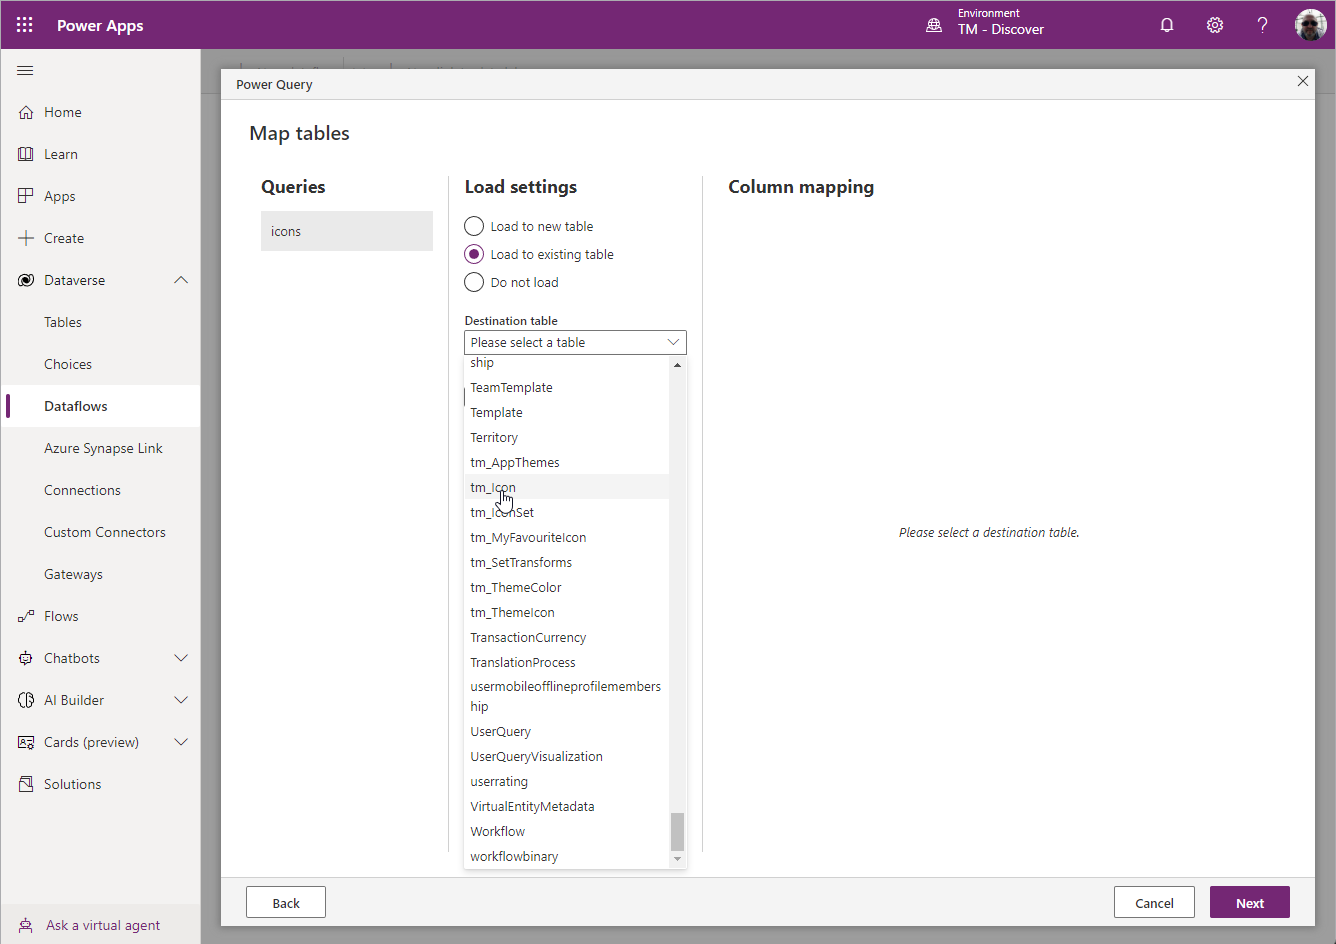 Power Apps
Environment
TM - Discover
Home
Learn
Apps
Create
Dataverse
Tables
Choices
Dataflows
Azure Synapse Link
Connections
Custom Connectors
Gateways
Flows
Chatbots
AI Builder
Cards (preview)
Solutions
Ask a virtual agent
Power Query
Map tables
Queries
icons
Load settings
Load to new table
Load to existing table
Do not load
Destination table
Please select a table
ship
TeamTemplate
Template
Territory
tm_AppThemes
tm_Icon
tm_IconSet
tm_MyFavouriteIcon
tm_SetTransforms
tm_ThemeColor
tm_ThemeIcon
TransactionCurrency
TranslationProcess
usermobileofflineprofilemembers
hip
UserQuery
UserQueryVisualization
userrating
VirtualEntityMetadata
Workflow
workflowbinary
Column mapping
Please select a destination table.
Back
Cancel
Next